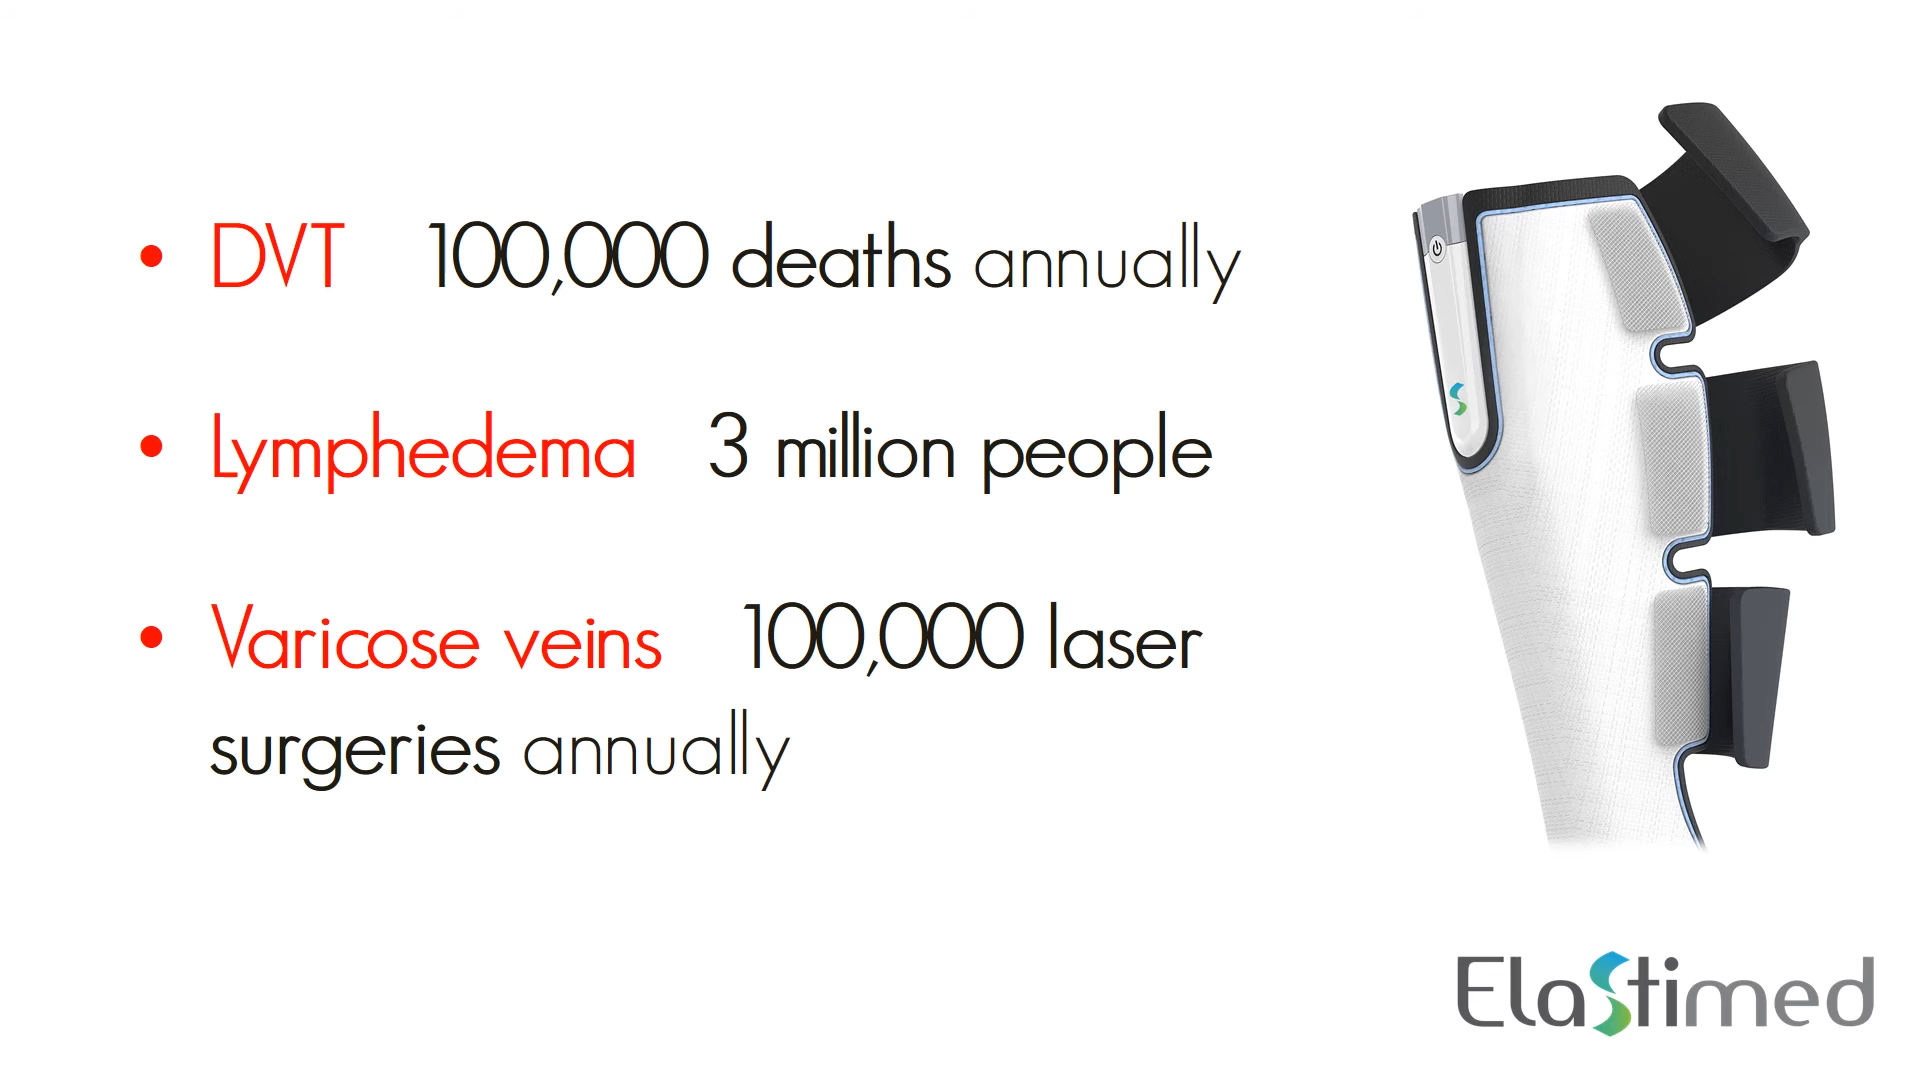 • DVT 100,000 deaths annually
• Lymphedema 3 million people
• Varicose veins 100,000 laser
surgeries annually
Elastimed